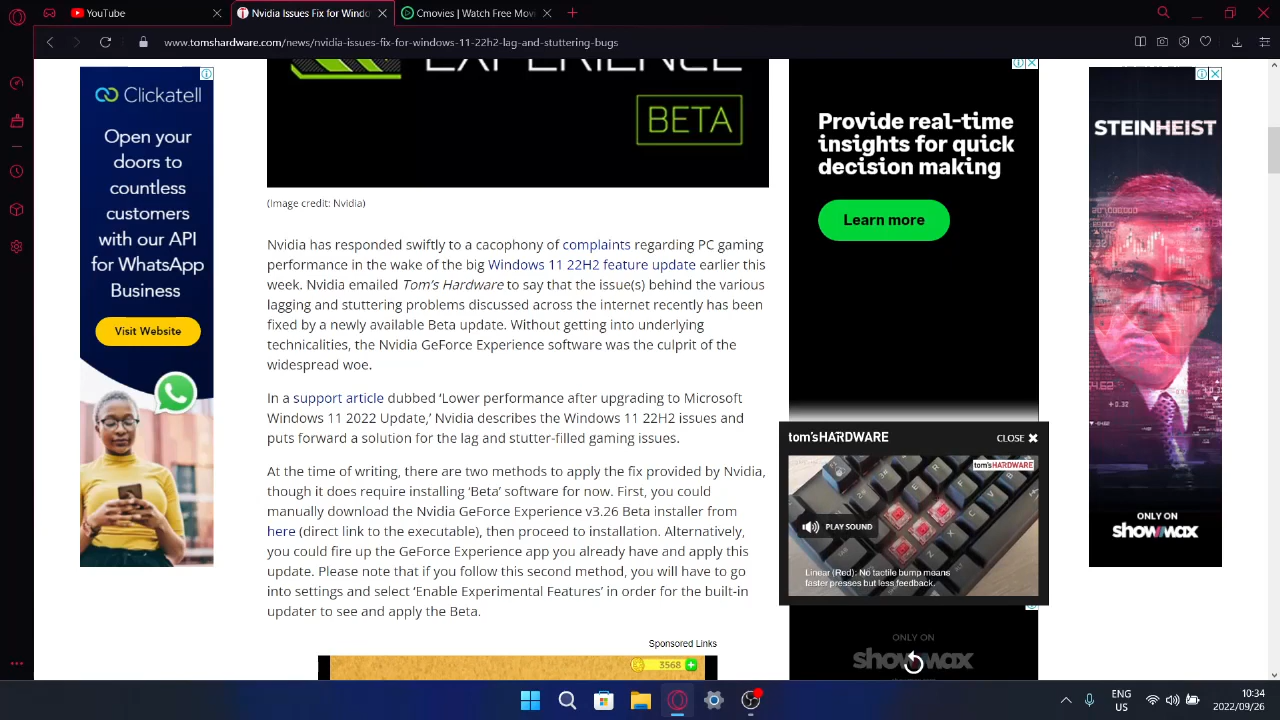 YouTube
Nvidia Issues Fix for Windo
Cmovies | Watch Free Mov
www.tomshardware.com/news/nvidia-issues-fix-for-windows-11-22h2-lag-and-stuttering-bugs
EXPERIENCE
BETA
(Image credit: Nvidia)
Nvidia has responded swiftly to a cacophony of complaints regarding PC gaming
performance in the wake of the big Windows 11 22H2 feature update earlier this
week. Nvidia emailed Tom's Hardware to say that the issue(s) behind the various
lagging and stuttering problems discussed across the internet recently has been
fixed by a newly available Beta update. Without getting into underlying
technicalities, the Nvidia GeForce Experience software was the culprit of the
widespread woe.
In a support article dubbed 'Lower performance after upgrading to Microsoft
Windows 11 2022 Update,' Nvidia describes the Windows 11 22H2 issues and
puts forward a solution for the lag and stutter-filled gaming issues.
At the time of writing, there are two methods to apply the fix provided by Nvidia,
though it does require installing 'Beta' software for now. First, you could
manually download the Nvidia GeForce Experience v3.26 Beta installer from
here (direct link to the executable), then proceed to installation. Alternatively,
you could fire up the GeForce Experience app you already have and apply this
update. Please note that if you follow this second method, you will have to go
into settings and select 'Enable Experimental Features' in order for the built-in
updater to see and apply the Beta.
Sponsored Links
3568
Clickatell
Open your
doors to
countless
customers
with our API
for WhatsApp
Business
Visit Website
Provide real-time
insights for quick
decision making
Learn more
tom'sHARDWARE
CLOSE
tom'sHARDWARE
PLAY SOUND
Linear (Red): No tactile bump means
faster presses but less feedback.
ONLY ON
showmax
STEINHEIST
+0.32
ONLY ON
showmax
ENG
US
10:34
2022/09/26